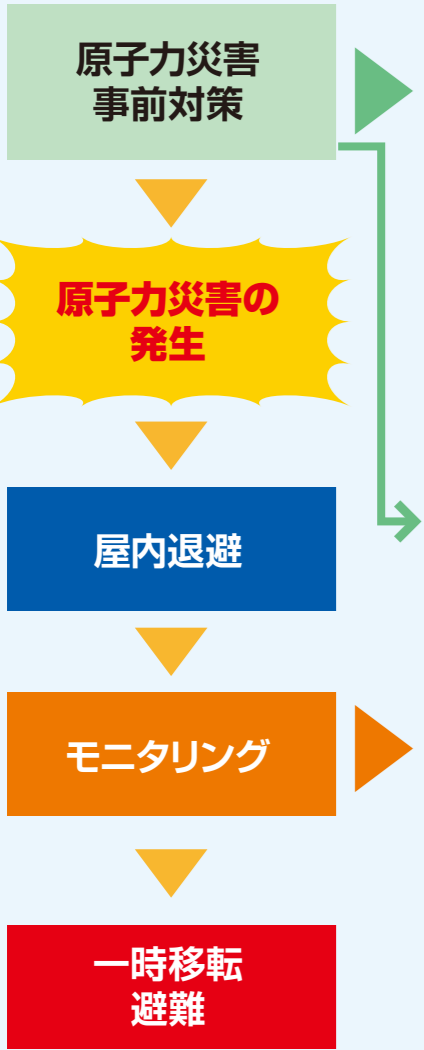 原子力災害
事前対策
原子力災害の
発生
屋内退避
モニタリング
一時移転
避難